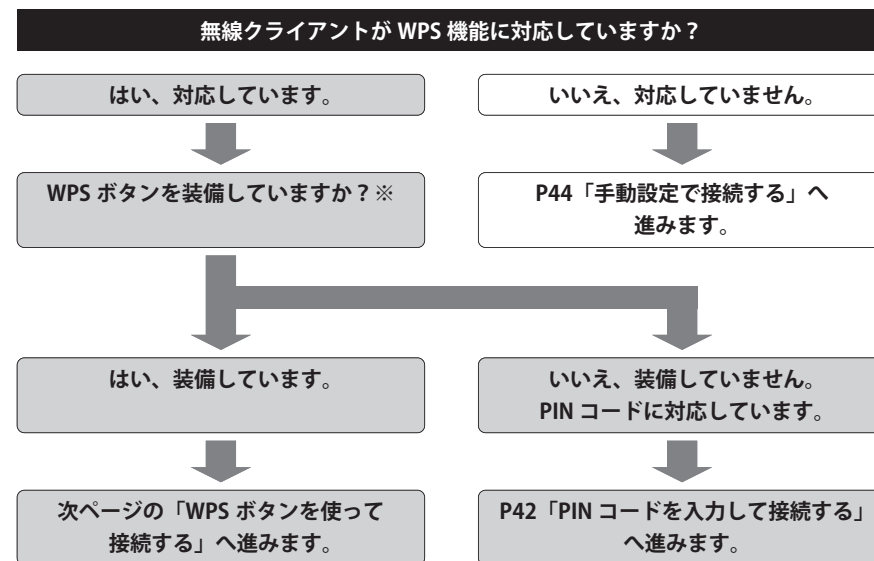 無線クライアントが WPS 機能に対応していますか？
はい、対応しています。
いいえ、対応していません。
WPS ボタンを装備していますか？※
P44「手動設定で接続する」へ
進みます。
はい、装備しています。
いいえ、装備していません。
PIN コードに対応しています。
次ページの「WPS ボタンを使って
接続する」へ進みます。
P42「PIN コードを入力して接続する」
へ進みます。